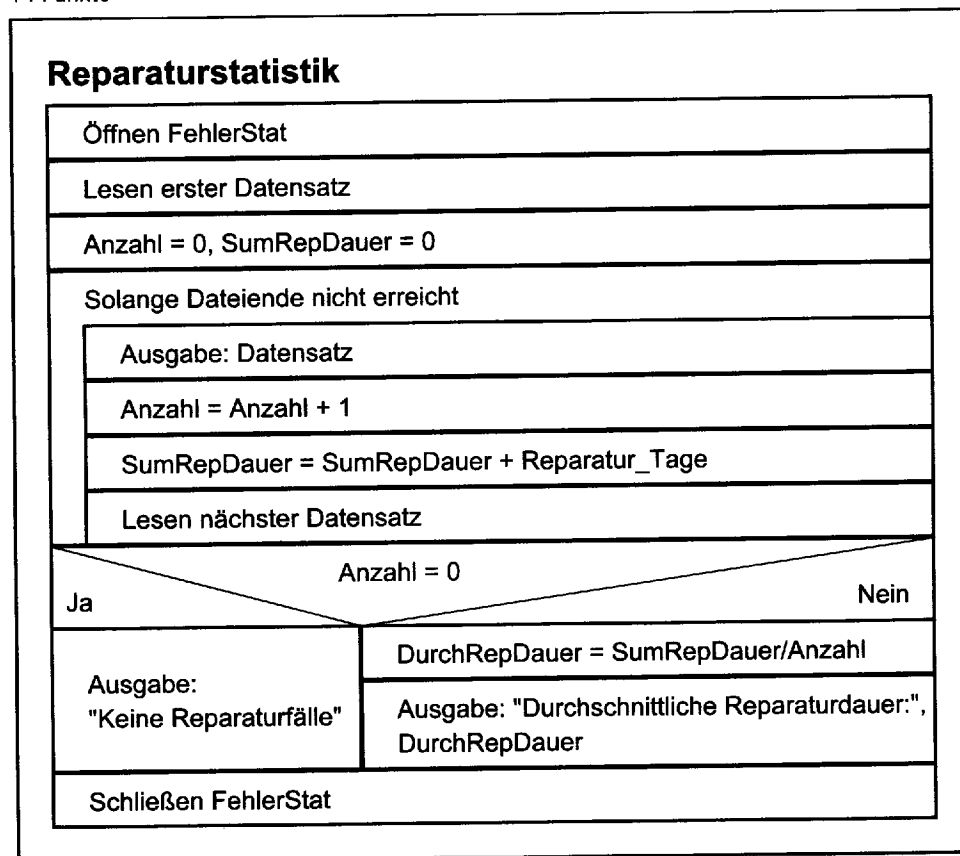 Reparaturstatistik
Öffnen FehlerStat
Lesen erster Datensatz
Anzahl = 0, SumRepDauer = 0
Solange Dateiende nicht erreicht
Ausgabe: Datensatz
Anzahl = Anzahl + 1
SumRepDauer = SumRepDauer + Reparatur_Tage
Lesen nächster Datensatz
Anzahl = 0
Ja
Nein
Ausgabe:
"Keine Reparaturfälle"
DurchRepDauer = SumRepDauer/Anzahl
Ausgabe: "Durchschnittliche Reparaturdauer:",
DurchRepDauer
Schließen FehlerStat